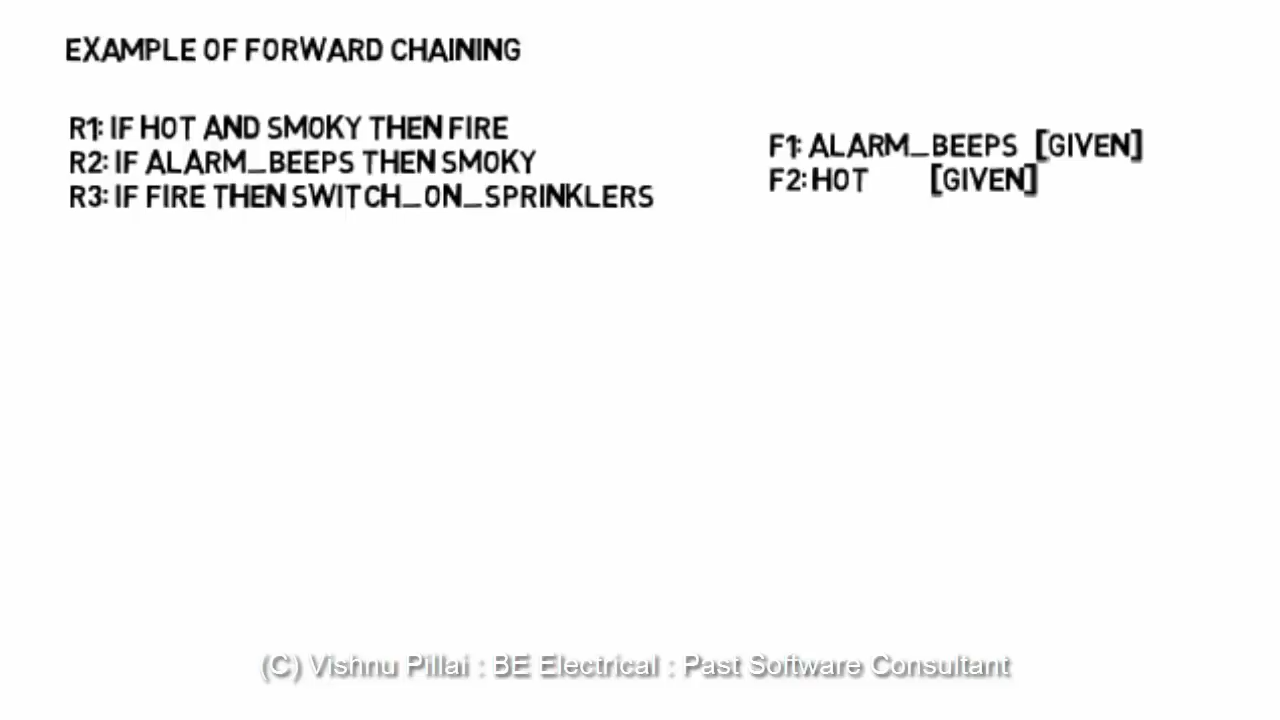 EXAMPLE OF FORWARD CHAINING
R1: IF HOT AND SMOKY THEN FIRE
R2: IF ALARM_BEEPS THEN SMOKY
R3: IF FIRE THEN SWITCH_ON_SPRINKLERS
F1: ALARM_BEEPS [GIVEN]
F2: HOT [GIVEN]
(C) Vishnu Pillai : BE Electrical : Past Software Consultant